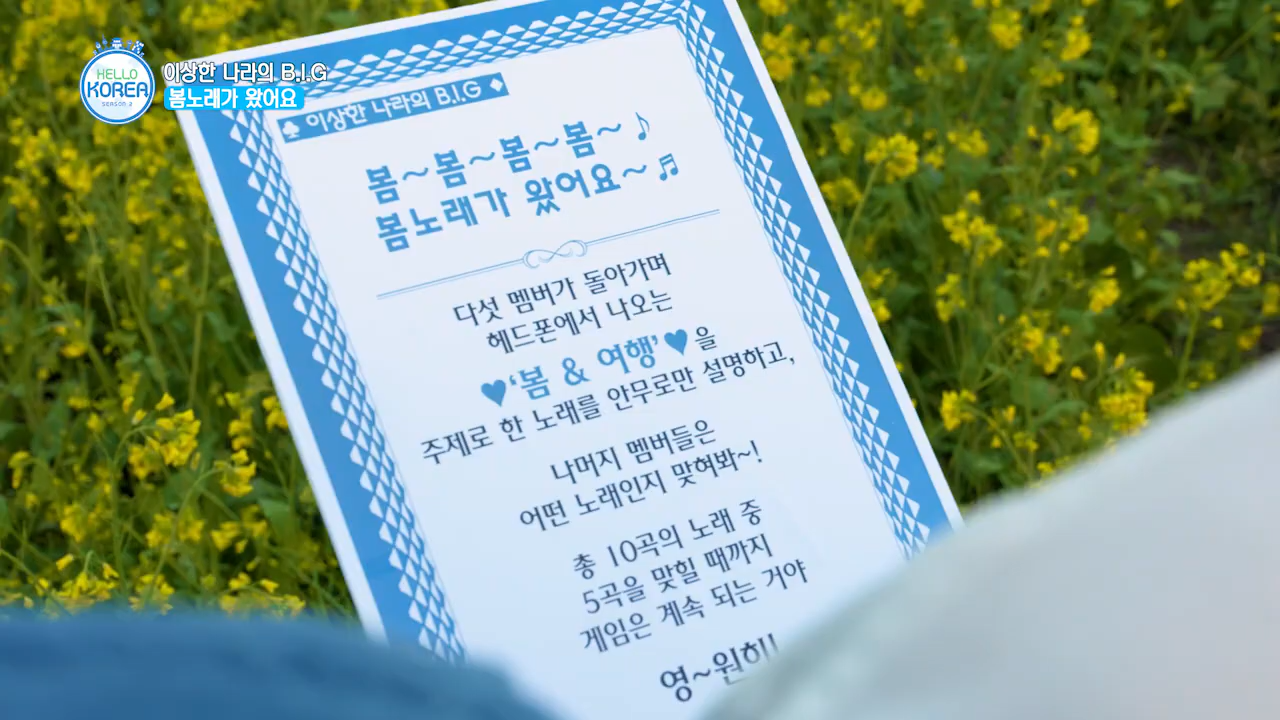 HELLO
KOREA
SEASON 2
이상한 나라의 B.I.G
봄노래가 왔어요
♠ 이상한 나라의 B.I.G ◆
봄~봄~봄~봄~♪
봄노래가 왔어요~♬
다섯 멤버가 돌아가며
헤드폰에서 나오는
♥‘봄 & 여행’♥을
주제로 한 노래를 안무로만 설명하고,
나머지 멤버들은
어떤 노래인지 맞혀봐~!
총 10곡의 노래 중
5곡을 맞힐 때까지
게임은 계속 되는 거야
영~원히!